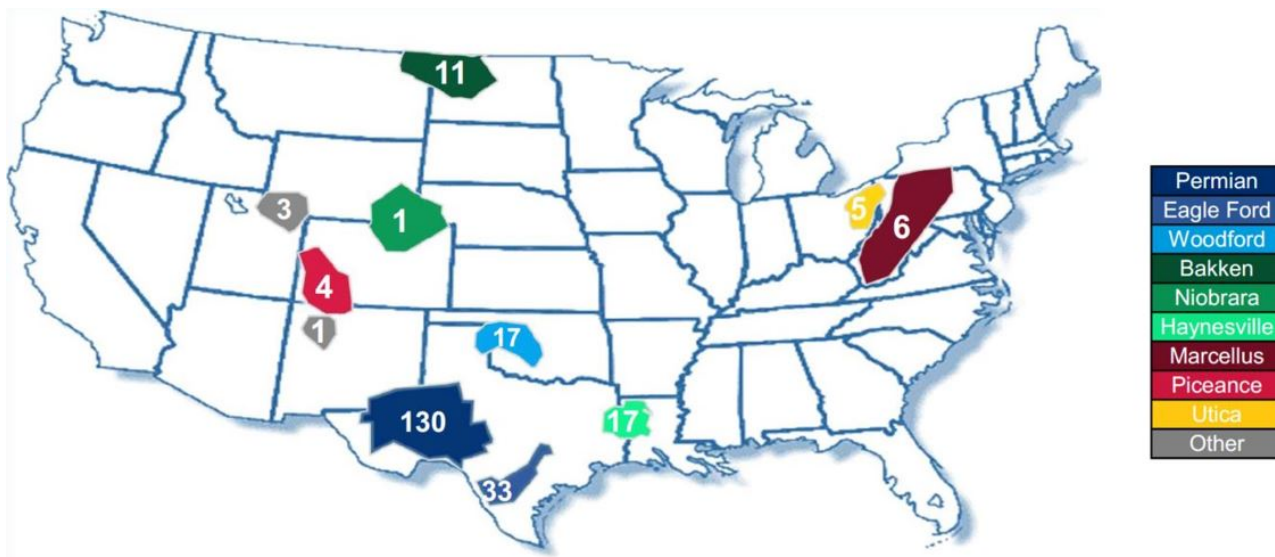 11
3
1
5
6
4
1
17
130
17
33
Permian
Eagle Ford
Woodford
Bakken
Niobrara
Haynesville
Marcellus
Piceance
Utica
Other